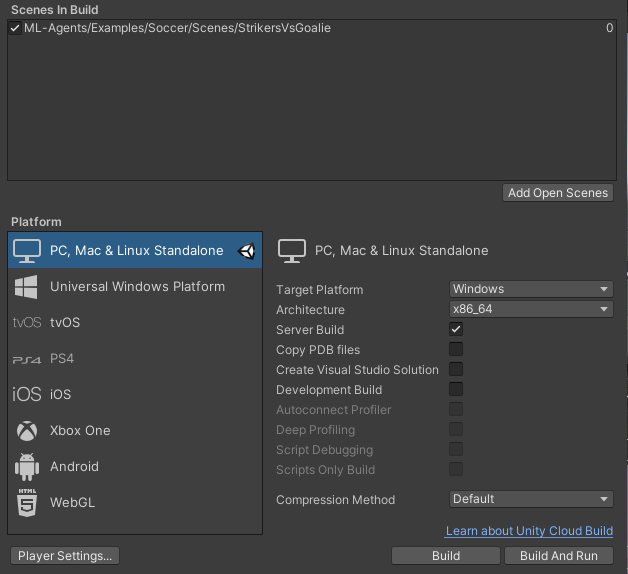 Scenes In Build
ML-Agents/Examples/Soccer/Scenes/StrikersVsGoalie 0
Add Open Scenes
Platform
PC, Mac & Linux Standalone
Universal Windows Platform
tvOS tvOS
PS4 PS4
iOS iOS
Xbox One
Android
HTML 5 WebGL
PC, Mac & Linux Standalone
Target Platform Windows
Architecture x86_64
Server Build
Copy PDB files
Create Visual Studio Solution
Development Build
Autoconnect Profiler
Deep Profiling
Script Debugging
Scripts Only Build
Compression Method Default
Learn about Unity Cloud Build
Player Settings... Build Build And Run